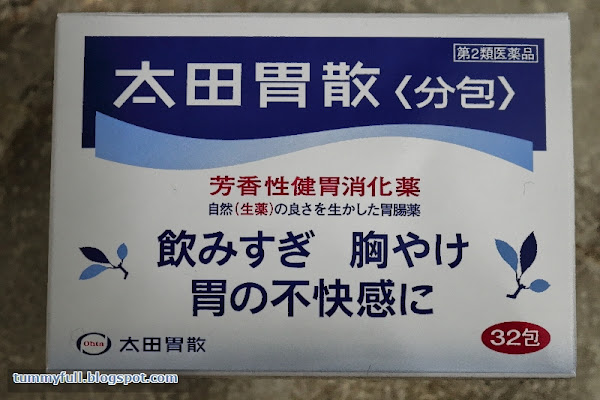 第2類医薬品
太田胃散〈分包〉
芳香性健胃消化薬
自然(生薬)の良さを生かした胃腸薬
飲みすぎ 胸やけ
胃の不快感に
32包
Ohta 太田胃散
tummyfull.blogspot.com